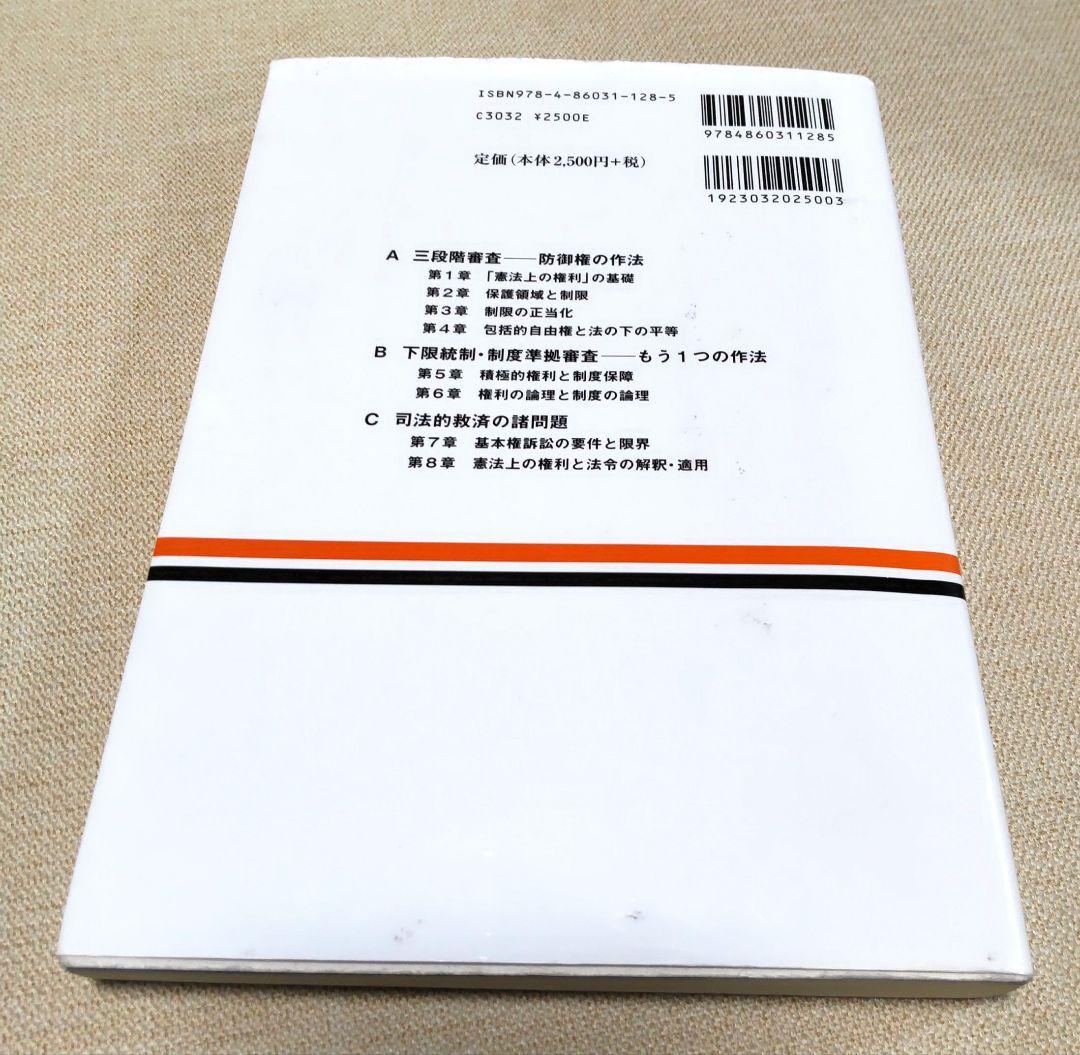 ISBN978-4-86031-128-5
C3032 ¥2500E
定価(本体2,500円+税)
9784860311285
1923032025003
A 三段階審査——防御権の作法
第1章 「憲法上の権利」の基礎
第2章 保護領域と制限
第3章 制限の正当化
第4章 包括的自由権と法の下の平等
B 下限統制・制度準拠審査——もう1つの作法
第5章 積極的権利と制度保障
第6章 権利の論理と制度の論理
C 司法的救済の諸問題
第7章 基本権訴訟の要件と限界
第8章 憲法上の権利と法令の解釈・適用